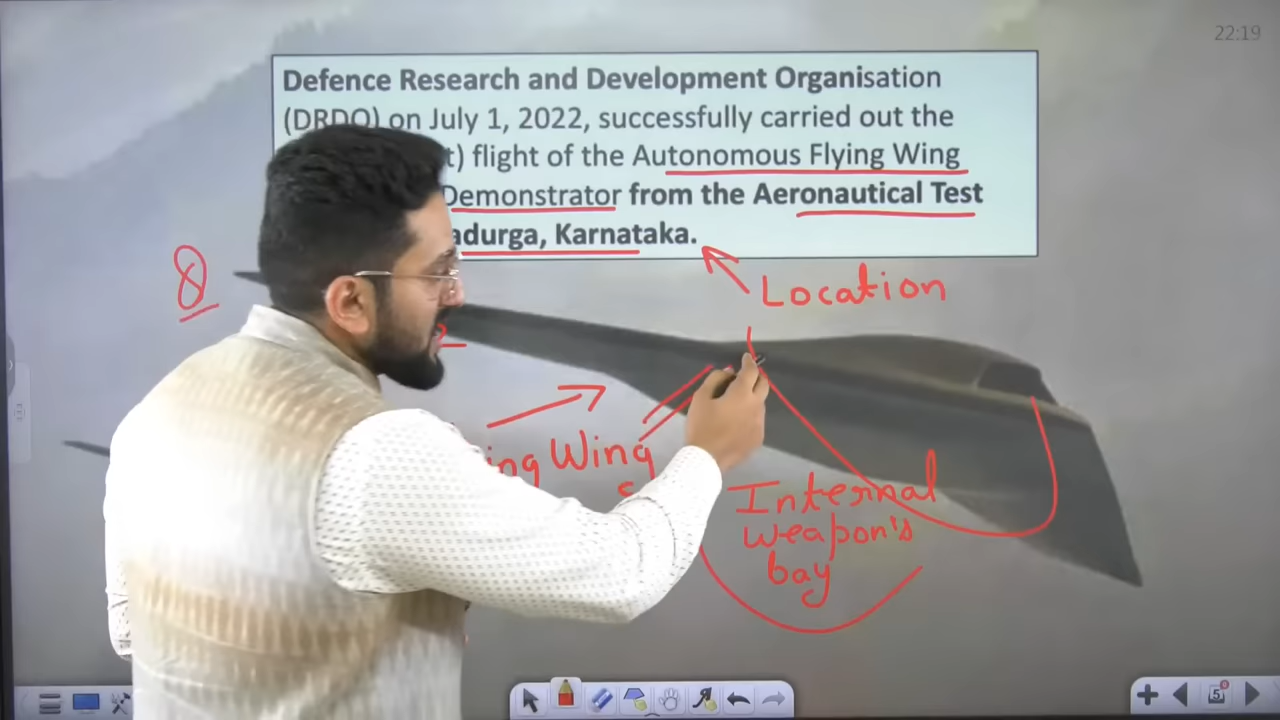 22:19
Defence Research and Development Organisation
(DRDO) on July 1, 2022, successfully carried out the
flight of the Autonomous Flying Wing
Demonstrator from the Aeronautical Test
adurga, Karnataka.
Location
Wing
Internal
weapon's
bay
5